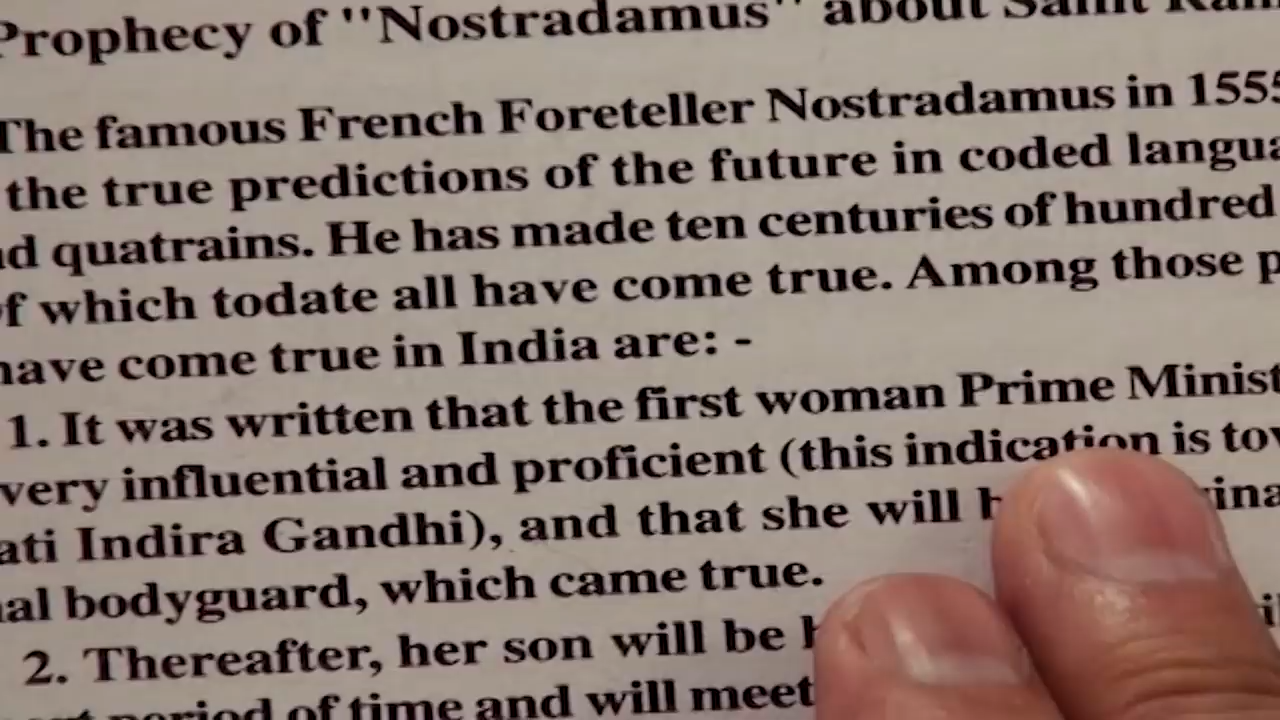 Prophecy of "Nostradamus" about Saint
The famous French Foreteller Nostradamus in 1555
the true predictions of the future in coded langua
nd quatrains. He has made ten centuries of hundred
of which todate all have come true. Among those p
have come true in India are: -
1. It was written that the first woman Prime Minist
very influential and proficient (this indication is tow
ati Indira Gandhi), and that she will
nal bodyguard, which came true.
2. Thereafter, her son will be
period of time and will meet